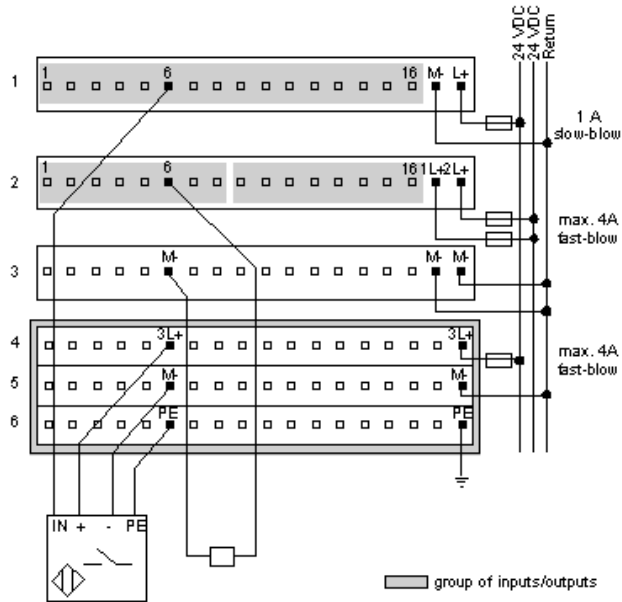 24 VDC
24 VDC
Return
1
1 6 16 M- L+
1 A
slow-blow
2
1 6 16 1L+ 2L+
max. 4A
fast-blow
3
M- M- M-
4
3L+ 3L+
max. 4A
fast-blow
5
M- M-
6
PE PE
IN + - PE
group of inputs/outputs